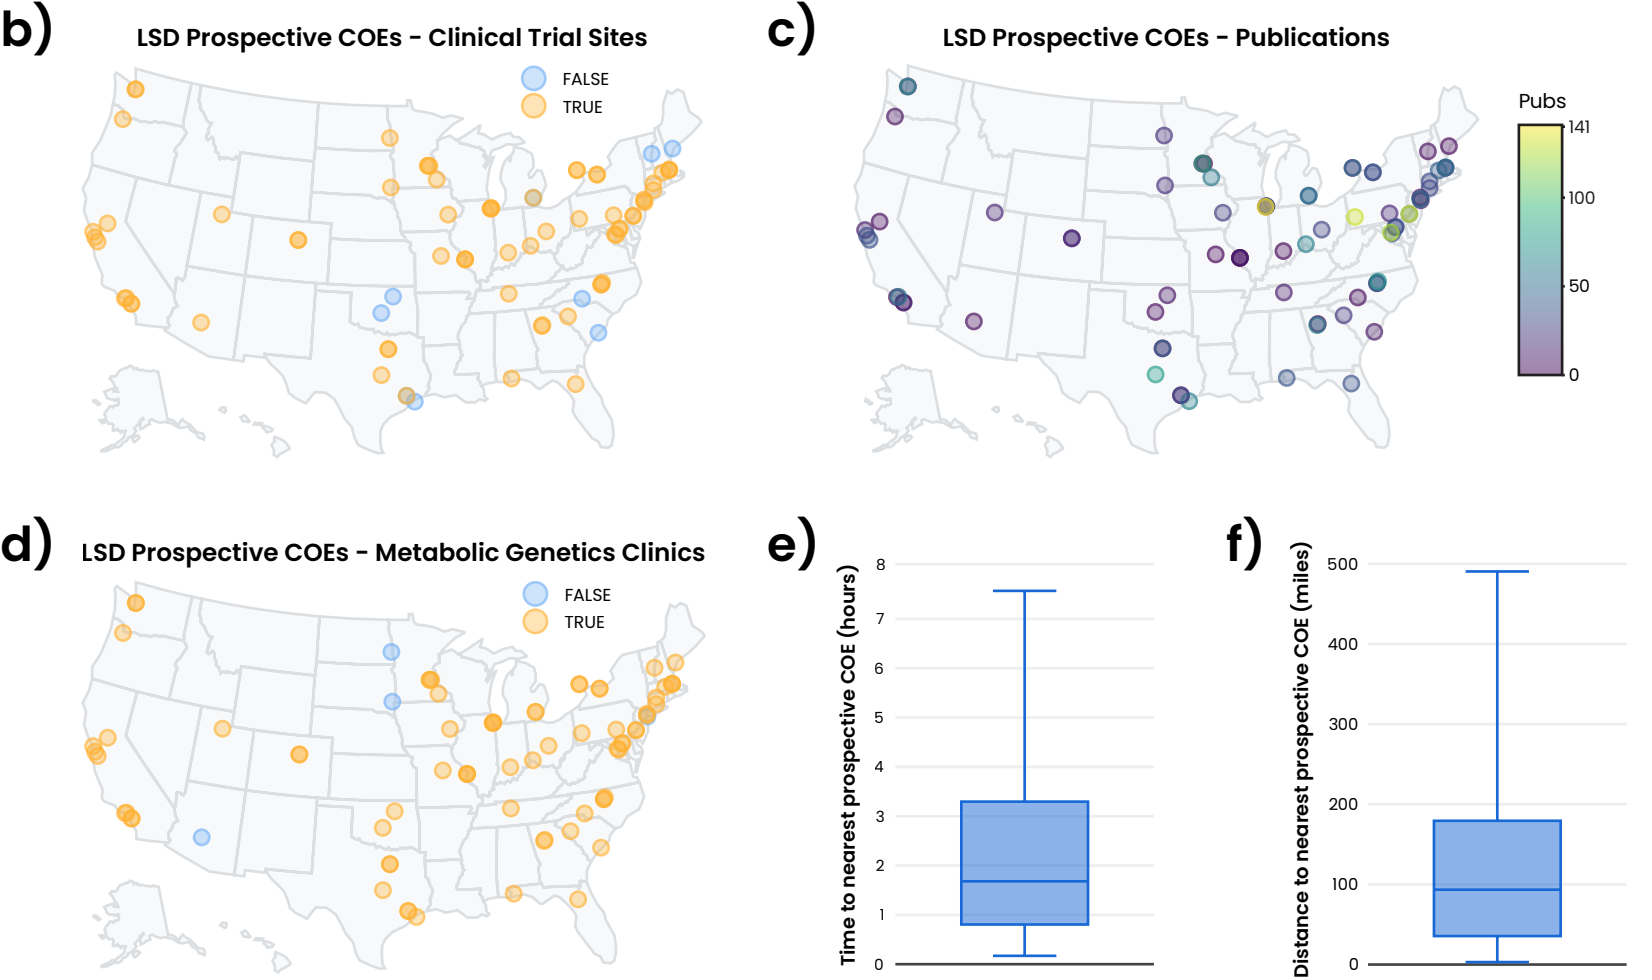 b)
LSD Prospective COEs - Clinical Trial Sites
FALSE
TRUE
c)
LSD Prospective COEs - Publications
Pubs
141
100
50
0
d)
LSD Prospective COEs - Metabolic Genetics Clinics
FALSE
TRUE
e)
Time to nearest prospective COE (hours)
8
7
6
5
4
3
2
1
0
f)
Distance to nearest prospective COE (miles)
500
400
300
200
100
0